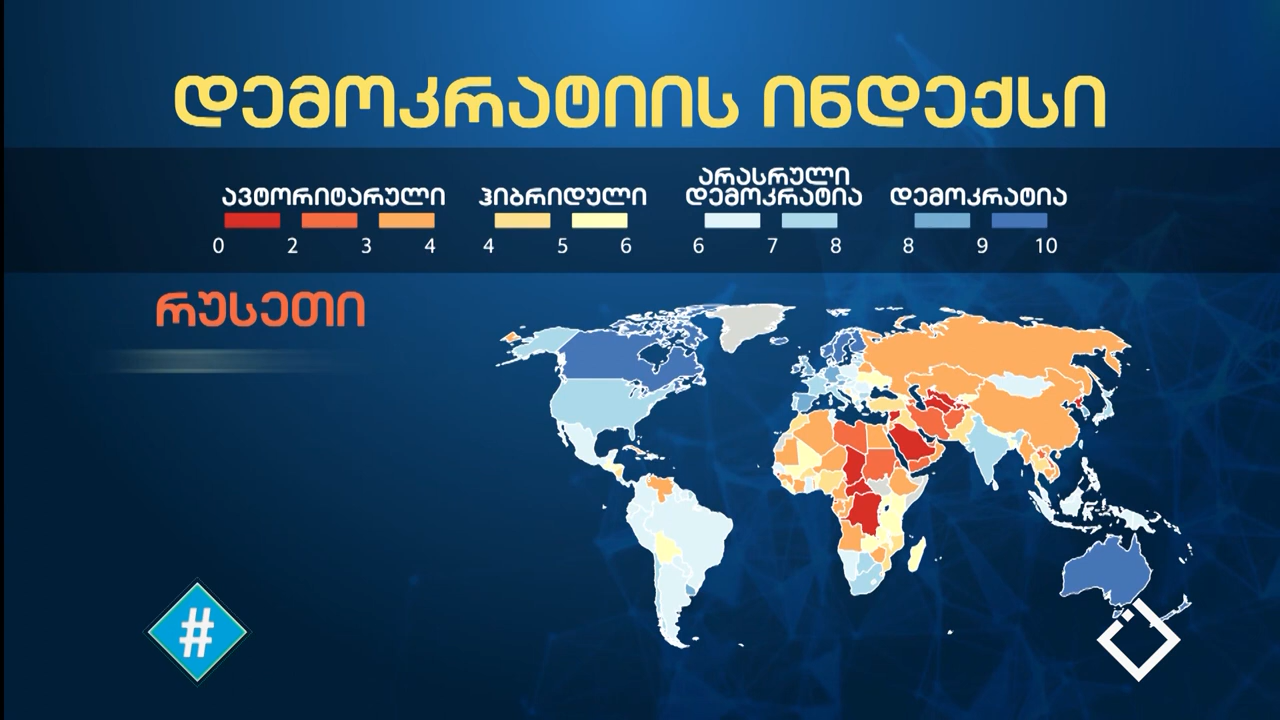 დემოკრატიის ინდექსი
ავტორიტარული ჰიბრიდული არასრული დემოკრატია დემოკრატია
0 2 3 4 4 5 6 6 7 8 8 9 10
რუსეთი
#